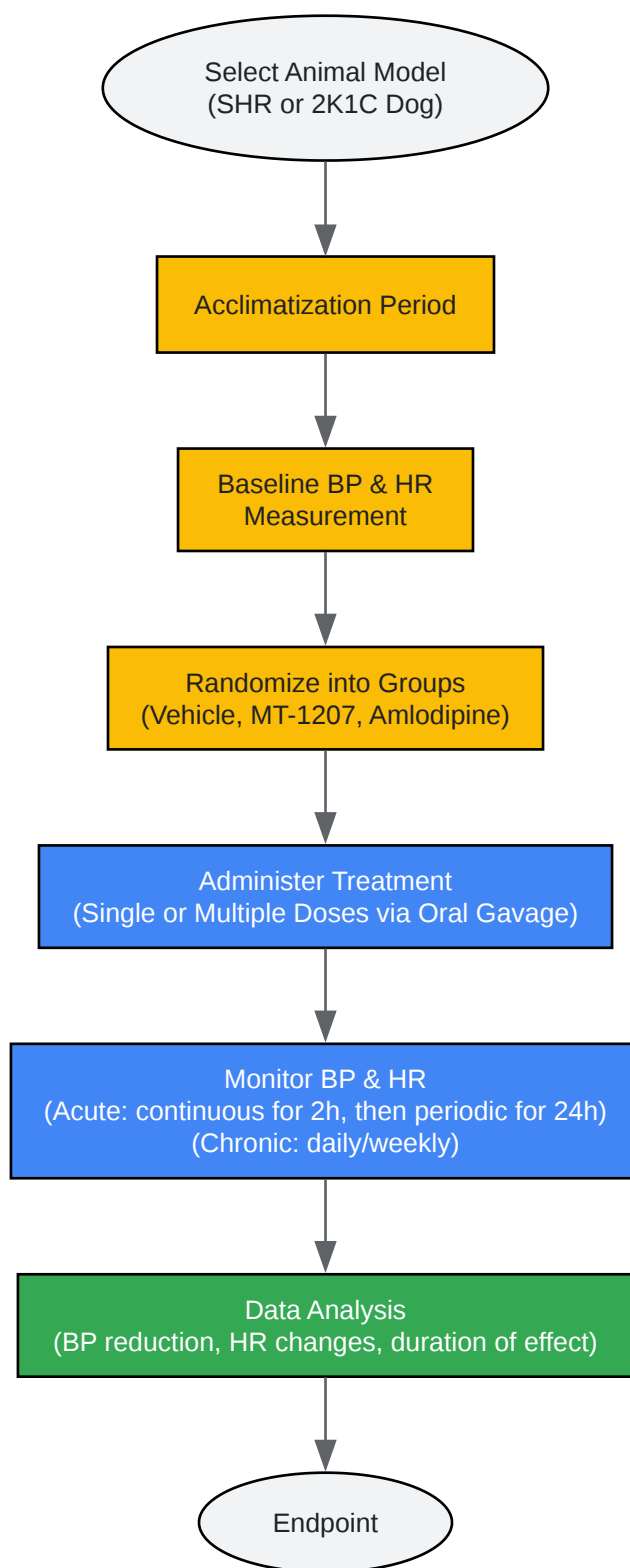 Select Animal Model
(SHR or 2K1C Dog)
Acclimatization Period
Baseline BP & HR
Measurement
Randomize into Groups
(Vehicle, MT-1207, Amlodipine)
Administer Treatment
(Single or Multiple Doses via Oral Gavage)
Monitor BP & HR
(Acute: continuous for 2h, then periodic for 24h)
(Chronic: daily/weekly)
Data Analysis
(BP reduction, HR changes, duration of effect)
Endpoint